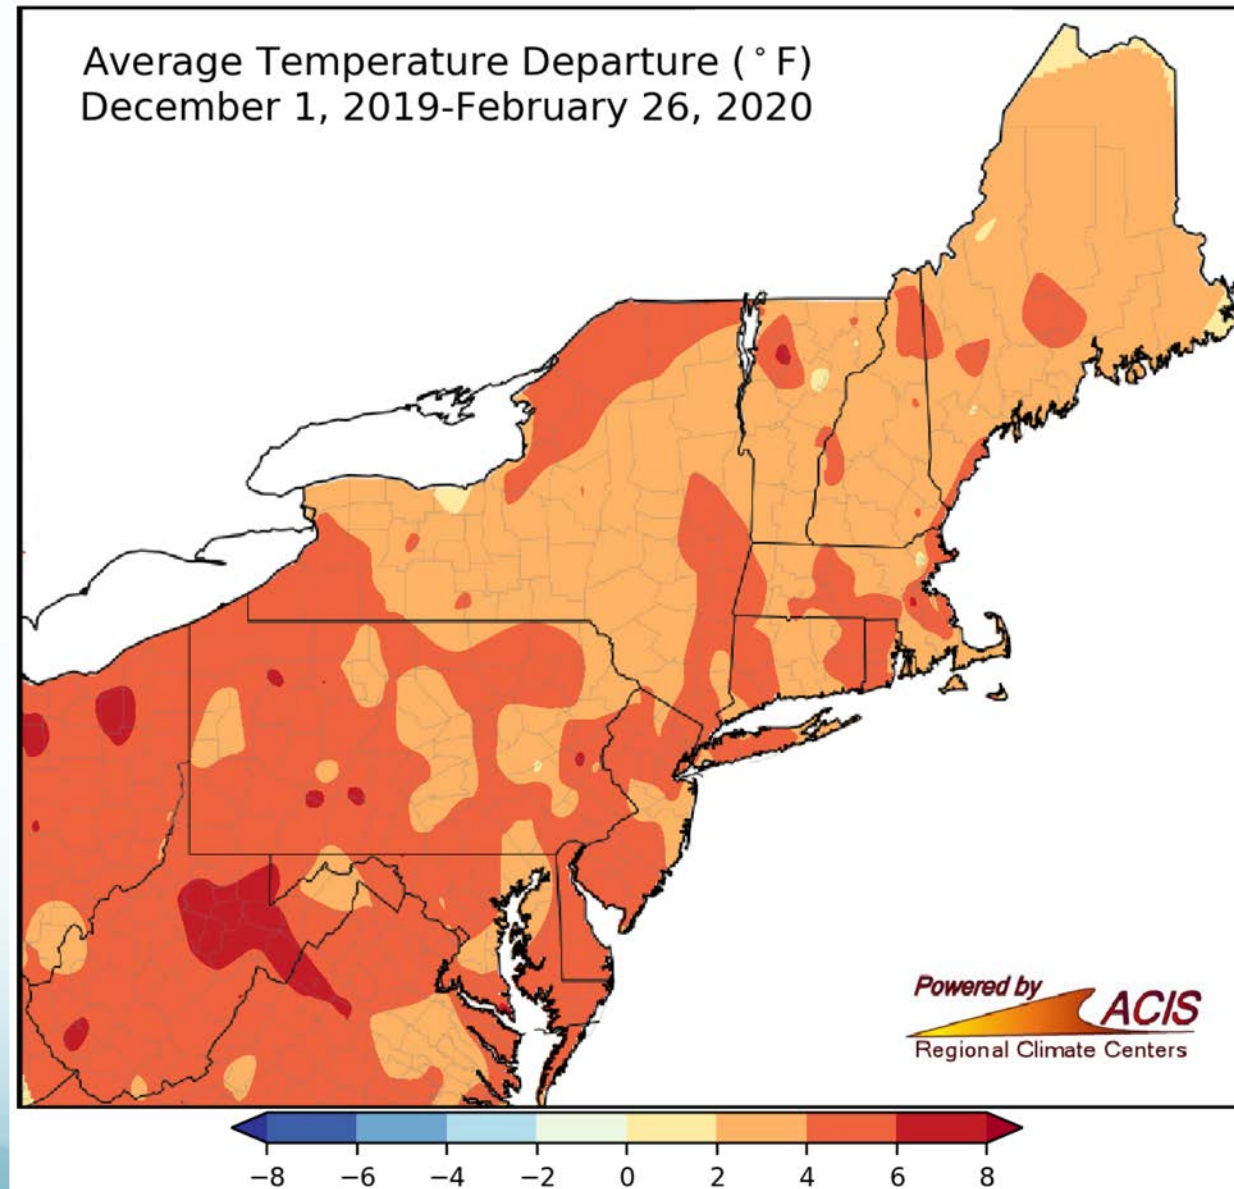 Average Temperature Departure (°F)
December 1, 2019-February 26, 2020
Powered by
ACIS
Regional Climate Centers
−8 −6 −4 −2 0 2 4 6 8